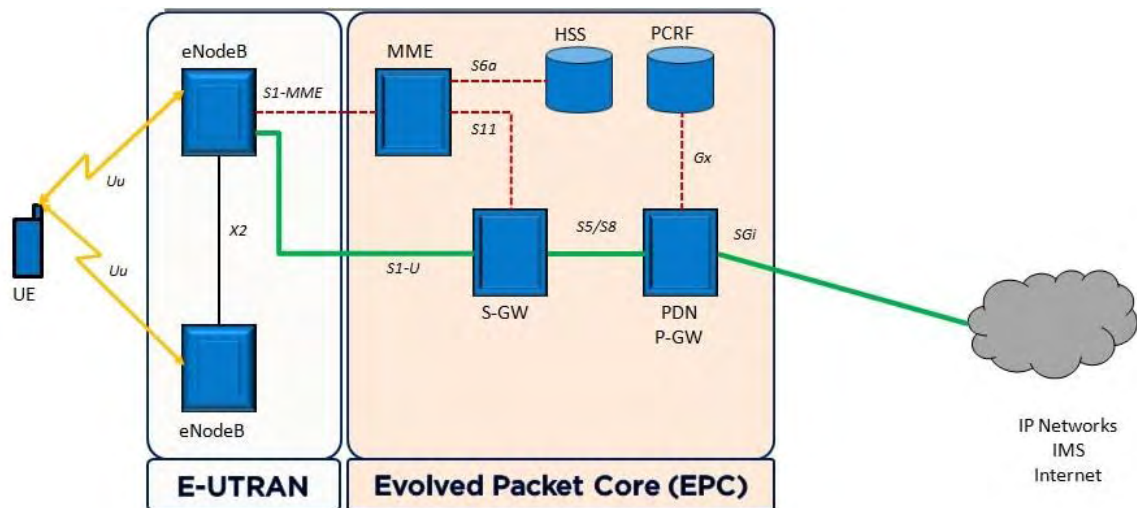 eNodeB
MME
HSS
PCRF
S6a
S1-MME
S11
Gx
Uu
X2
Uu
S5/S8
SGi
S1-U
UE
S-GW
PDN
P-GW
eNodeB
IP Networks
IMS
Internet
E-UTRAN
Evolved Packet Core (EPC)